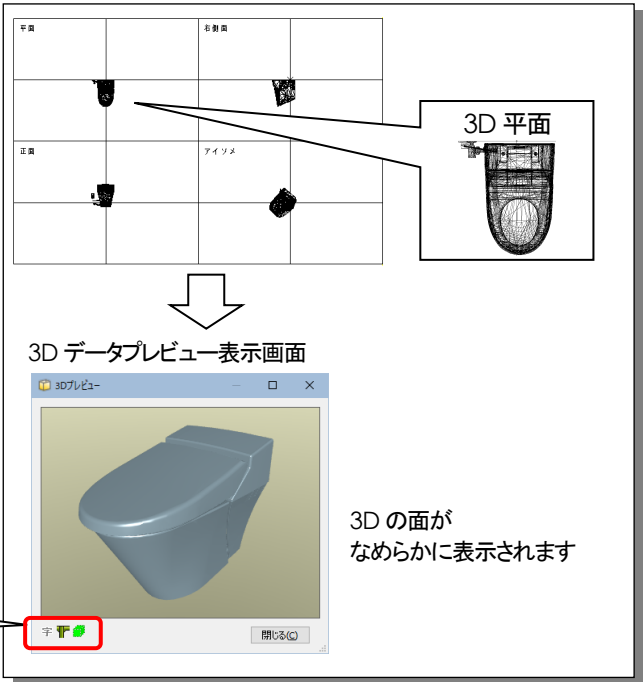 平面
右側面
正面
アイソメ
3D 平面
3D データプレビュー表示画面
3Dプレビュー
3D の面が
なめらかに表示されます
字
閉じる(C)